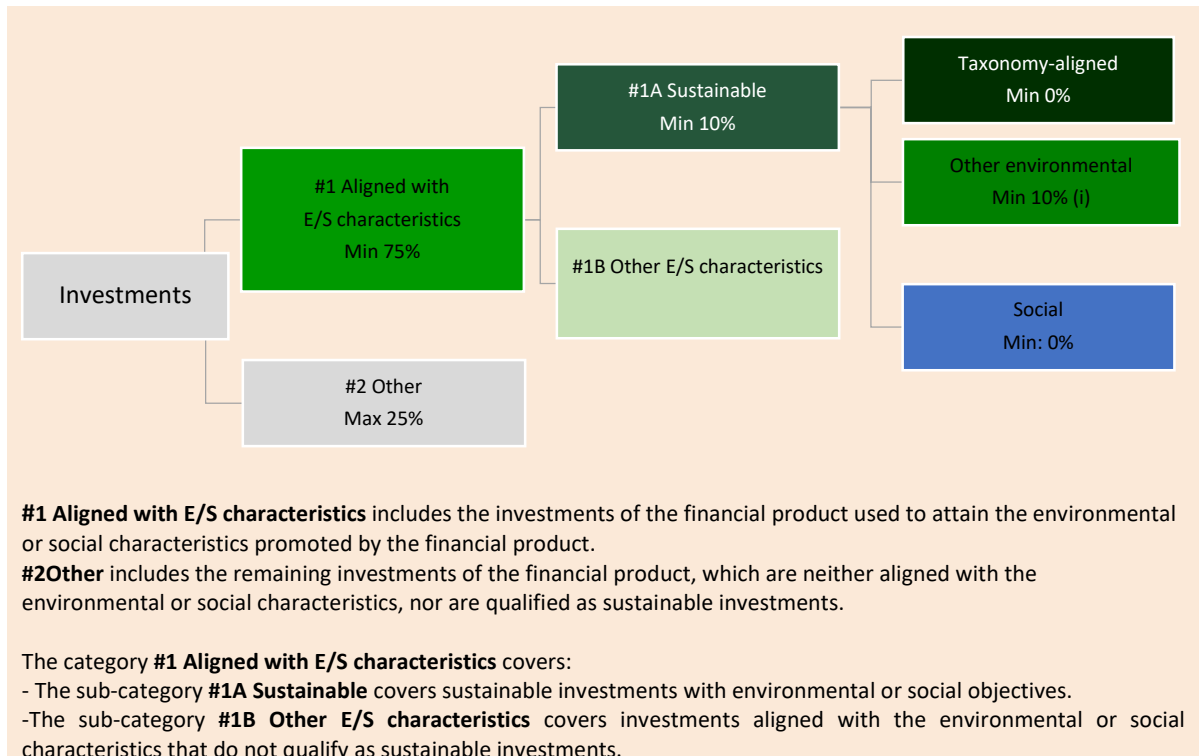 Investments
#1 Aligned with
E/S characteristics
Min 75%
#2 Other
Max 25%
#1A Sustainable
Min 10%
#1B Other E/S characteristics
Taxonomy-aligned
Min 0%
Other environmental
Min 10% (i)
Social
Min: 0%
#1 Aligned with E/S characteristics includes the investments of the financial product used to attain the environmental
or social characteristics promoted by the financial product.
#2Other includes the remaining investments of the financial product, which are neither aligned with the
environmental or social characteristics, nor are qualified as sustainable investments.
The category #1 Aligned with E/S characteristics covers:
- The sub-category #1A Sustainable covers sustainable investments with environmental or social objectives.
-The sub-category #1B Other E/S characteristics covers investments aligned with the environmental or social
characteristics that do not qualify as sustainable investments.